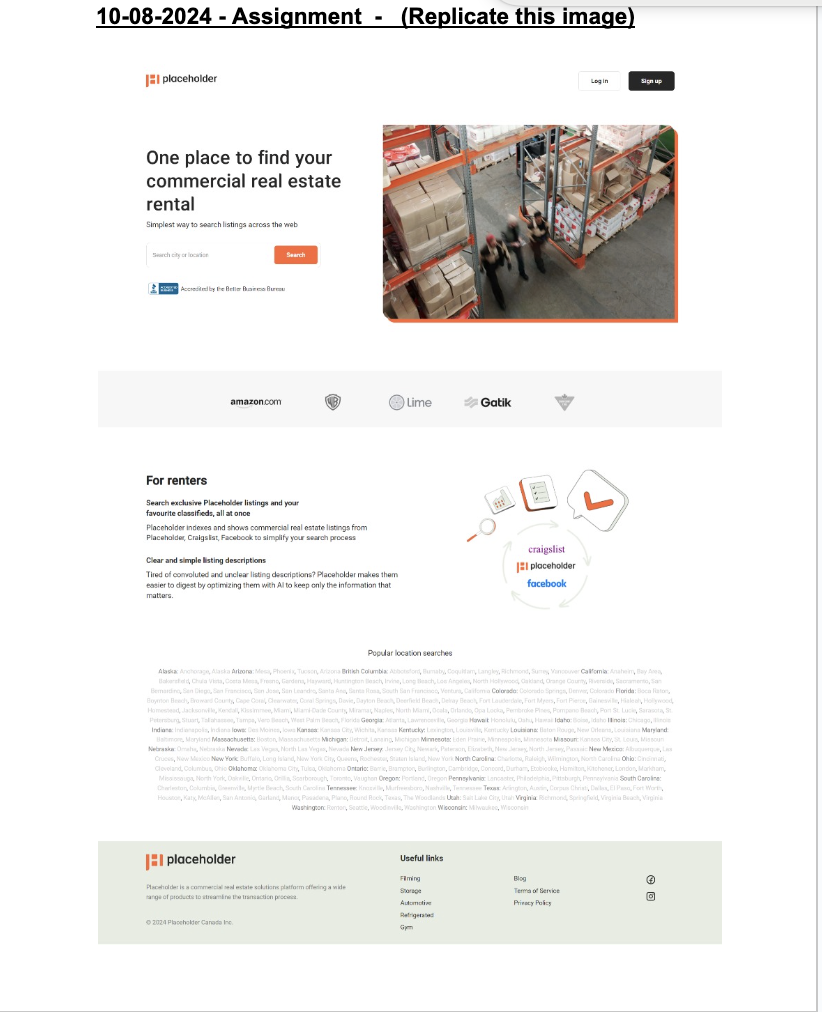 10-08-2024 - Assignment - (Replicate this image)
placeholder
Log in
Sign up
One place to find your
commercial real estate
rental
Simplest way to search listings across the web
Search city or location
Search
Accredited by the Better Business Bureau
amazon.com
Lime
Gatik
For renters
Search exclusive Placeholder listings and your
favourite classifieds, all at once
Placeholder indexes and shows commercial real estate listings from
Placeholder, Craigslist, Facebook to simplify your search process
Clear and simple listing descriptions
Tired of convoluted and unclear listing descriptions? Placeholder makes them
easier to digest by optimizing them with AI to keep only the information that
matters.
craigslist
placeholder
facebook
Popular location searches
Alaska: Anchorage, Alaska Arizona: Mesa, Phoenix, Tucson, Arizona British Columbia: Abbotsford, Burnaby, Coquitlam, Langley, Richmond, Surrey, Vancouver California: Anaheim, Bay Area,
Bakersfield, Chula Vista, Costa Mesa, Fresno, Gardena, Hayward, Huntington Beach, Irvine, Long Beach, Los Angeles, North Hollywood, Oakland, Orange County, Riverside, Sacramento, San
Bernardino, San Diego, San Francisco, San Jose, San Leandro, Santa Ana, Santa Rosa, South San Francisco, Ventura, California Colorado: Colorado Springs, Denver, Colorado Florida: Boca Raton,
Boynton Beach, Broward County, Cape Coral, Clearwater, Coral Springs, Davie, Dayton Beach, Deerfield Beach, Delray Beach, Fort Lauderdale, Fort Myers, Fort Pierce, Gainesville, Hialeah, Hollywood,
Homestead, Jacksonville, Kendall, Kissimmee, Miami, Miami-Dade County, Miramar, Naples, North Miami, Ocala, Orlando, Opa Locka, Pembroke Pines, Pompano Beach, Port St. Lucie, Sarasota, St.
Petersburg, Stuart, Tallahassee, Tampa, Vero Beach, West Palm Beach, Florida Georgia: Atlanta, Lawrenceville, Georgia Hawaii: Honolulu, Oahu, Hawaii Idaho: Boise, Idaho Illinois: Chicago, Illinois
Indiana: Indianapolis, Indiana Iowa: Des Moines, Iowa Kansas: Kansas City, Wichita, Kansas Kentucky: Lexington, Louisville, Kentucky Louisiana: Baton Rouge, New Orleans, Louisiana Maryland:
Baltimore, Maryland Massachusetts: Boston, Massachusetts Michigan: Detroit, Lansing, Michigan Minnesota: Eden Prairie, Minneapolis, Minnesota Missouri: Kansas City, St. Louis, Missouri
Nebraska: Omaha, Nebraska Nevada: Las Vegas, North Las Vegas, Nevada New Jersey: Jersey City, Newark, Paterson, Elizabeth, New Jersey, North Jersey, Passaic New Mexico: Albuquerque, Las
Cruces, New Mexico New York: Buffalo, Long Island, New York City, Queens, Rochester, Staten Island, New York North Carolina: Charlotte, Raleigh, Wilmington, North Carolina Ohio: Cincinnati,
Cleveland, Columbus, Ohio Oklahoma: Oklahoma City, Tulsa, Oklahoma Ontario: Barrie, Brampton, Burlington, Cambridge, Concord, Durham, Etobicoke, Hamilton, Kitchener, London, Markham,
Mississauga, North York, Oakville, Ottawa, Scarborough, Toronto, Vaughan Oregon: Portland, Oregon Pennsylvania: Lancaster, Philadelphia, Pittsburgh, Pennsylvania South Carolina:
Charleston, Columbia, Greenville, Myrtle Beach, South Carolina Tennessee: Knoxville, Murfreesboro, Nashville, Tennessee Texas: Arlington, Austin, Corpus Christi, Dallas, El Paso, Fort Worth,
Houston, Katy, McAllen, San Antonio, Garland, Marco, Pasadena, Plano, Round Rock, Texas, The Woodlands Utah: Salt Lake City, Utah Virginia: Richmond, Springfield, Virginia Beach, Virginia
Washington: Renton, Seattle, Woodinville, Washington Wisconsin: Milwaukee, Wisconsin
placeholder
Placeholder is a commercial real estate solutions platform offering a wide
range of products to streamline the transaction process.
© 2024 Placeholder Canada Inc.
Useful links
Filming
Storage
Automotive
Refrigerated
Gym
Blog
Terms of Service
Privacy Policy